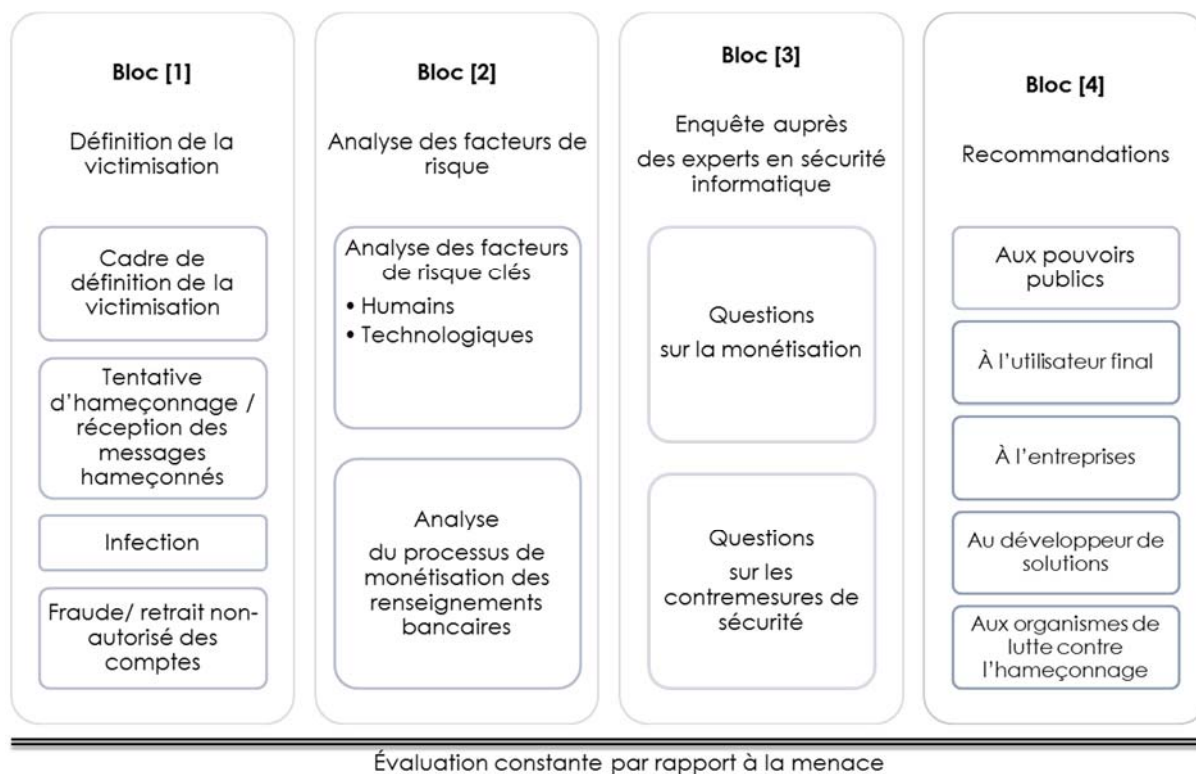 Bloc [1]
Définition de la
victimisation
Cadre de
définition de la
victimisation
Tentative
d'hameçonnage /
réception des
messages
hameçonnés
Infection
Fraude/ retrait non-
autorisé des
comptes
Bloc [2]
Analyse des facteurs de
risque
Analyse des facteurs
de risque clés
• Humains
• Technologiques
Analyse
du processus de
monétisation des
renseignements
bancaires
Bloc [3]
Enquête auprès
des experts en sécurité
informatique
Questions
sur la monétisation
Questions
sur les
contremesures de
sécurité
Bloc [4]
Recommandations
Aux pouvoirs
publics
À l'utilisateur final
À l'entreprises
Au développeur de
solutions
Aux organismes de
lutte contre
l'hameçonnage
Évaluation constante par rapport à la menace